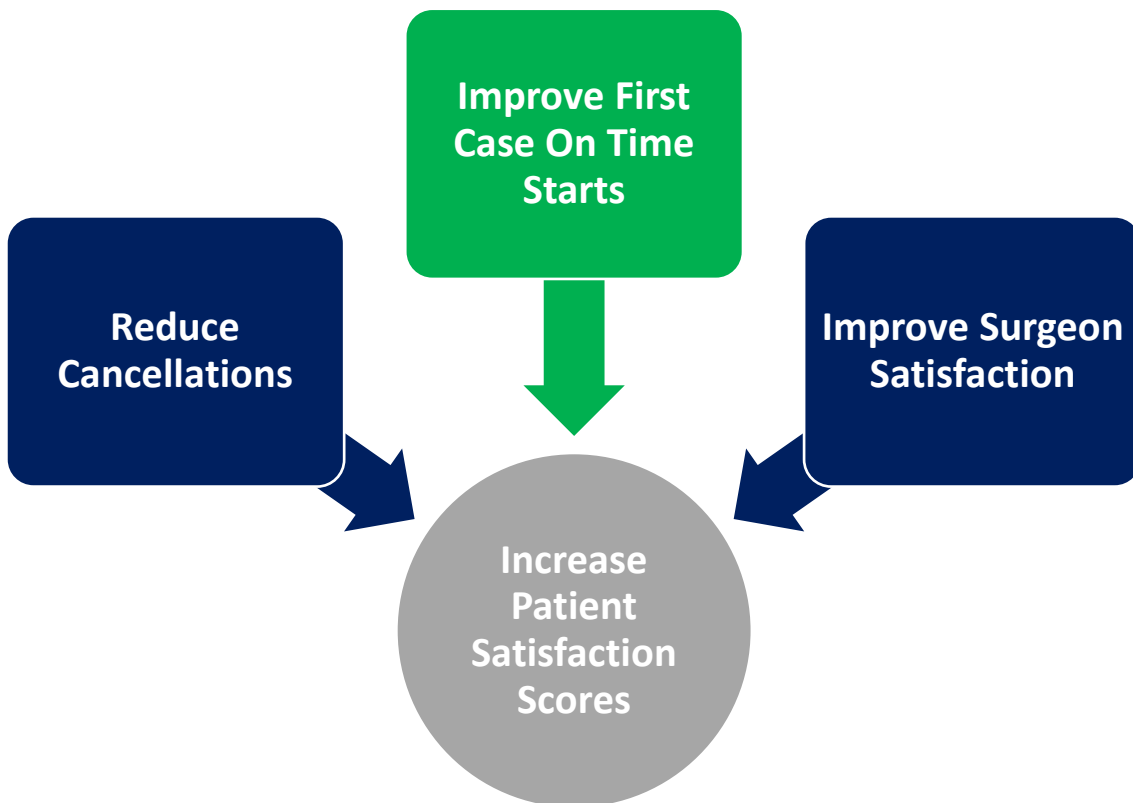 Improve First
Case On Time
Starts
Reduce
Cancellations
Improve Surgeon
Satisfaction
Increase
Patient
Satisfaction
Scores